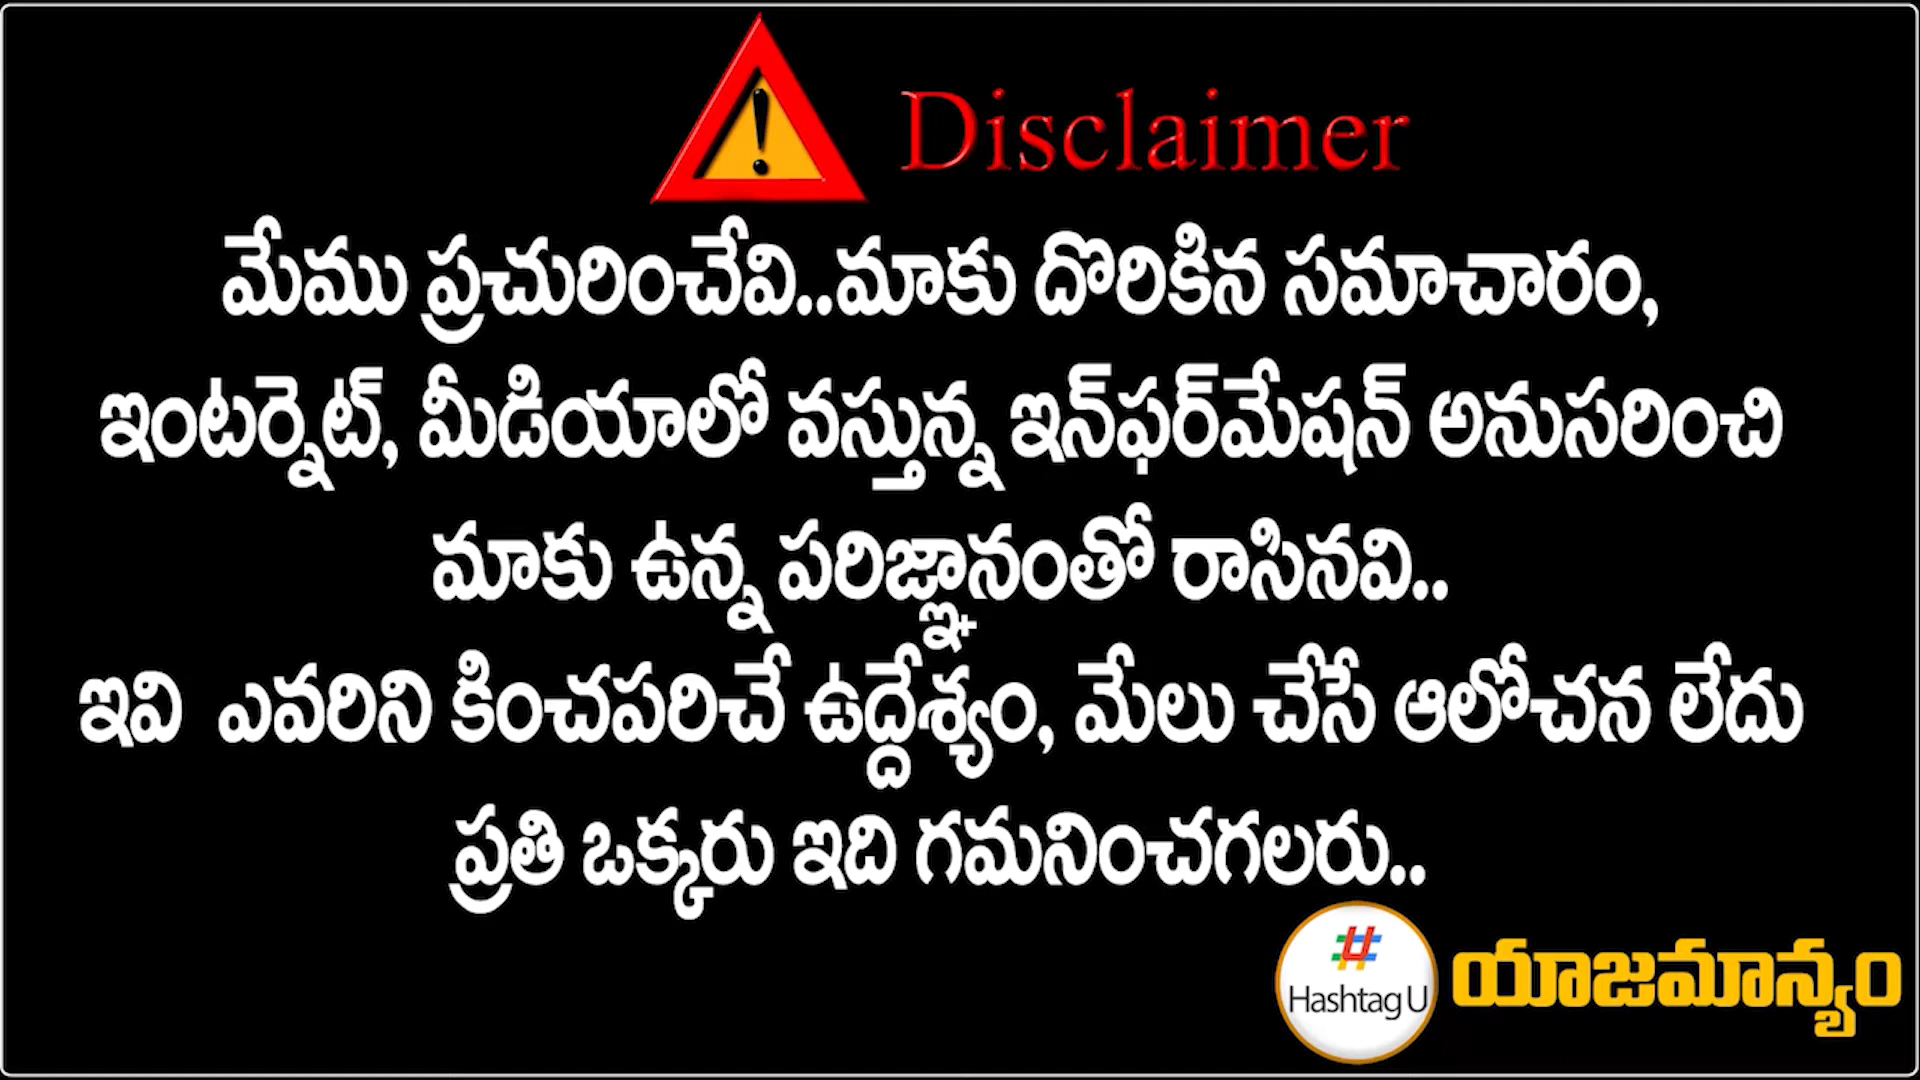 Disclaimer
మేము ప్రచురించేవి..మాకు దొరికిన సమాచారం,
ఇంటర్నెట్, మీడియాలో వస్తున్న ఇన్‌ఫర్‌మేషన్ అనుసరించి
మాకు ఉన్న పరిజ్ఞానంతో రాసినవి..
ఇవి ఎవరిని కించపరిచే ఉద్దేశ్యం, మేలు చేసే ఆలోచన లేదు
ప్రతి ఒక్కరు ఇది గమనించగలరు..
Hashtag U యాజమాన్యం